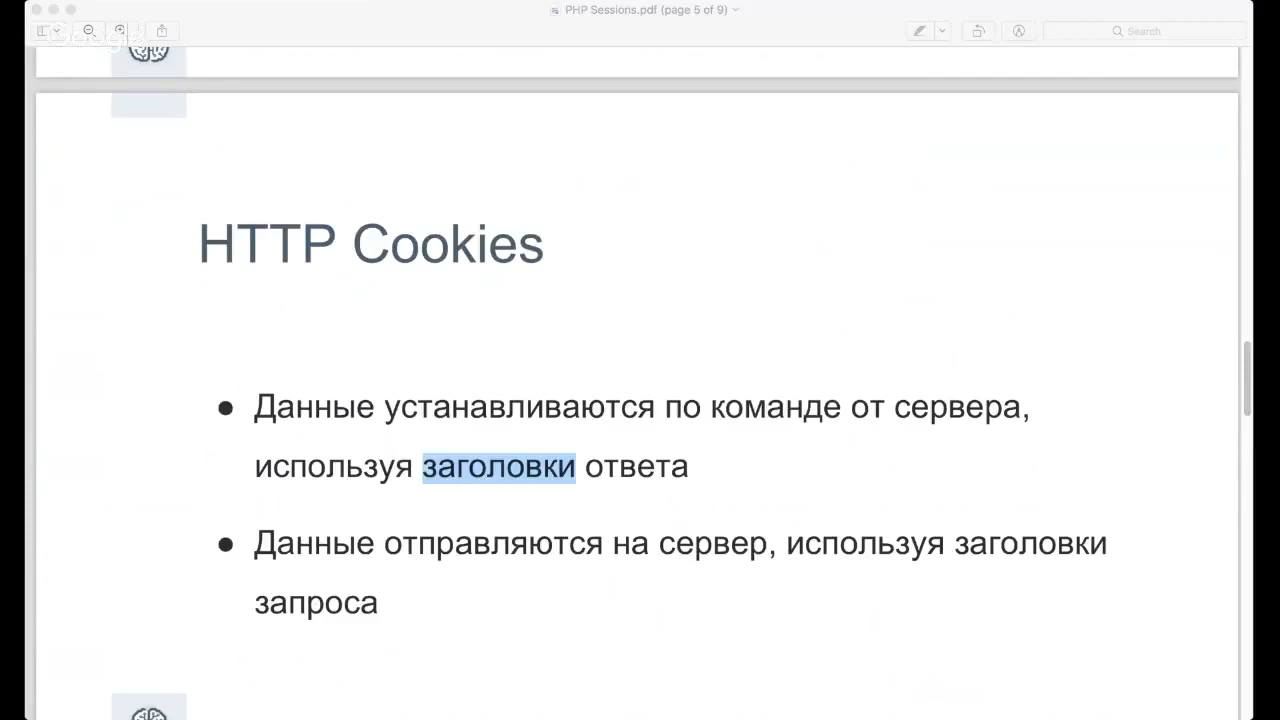 PHP Sessions.pdf (page 5 of 9)
Google
Search
HTTP Cookies
● Данные устанавливаются по команде от сервера,
используя заголовки ответа
● Данные отправляются на сервер, используя заголовки
запроса